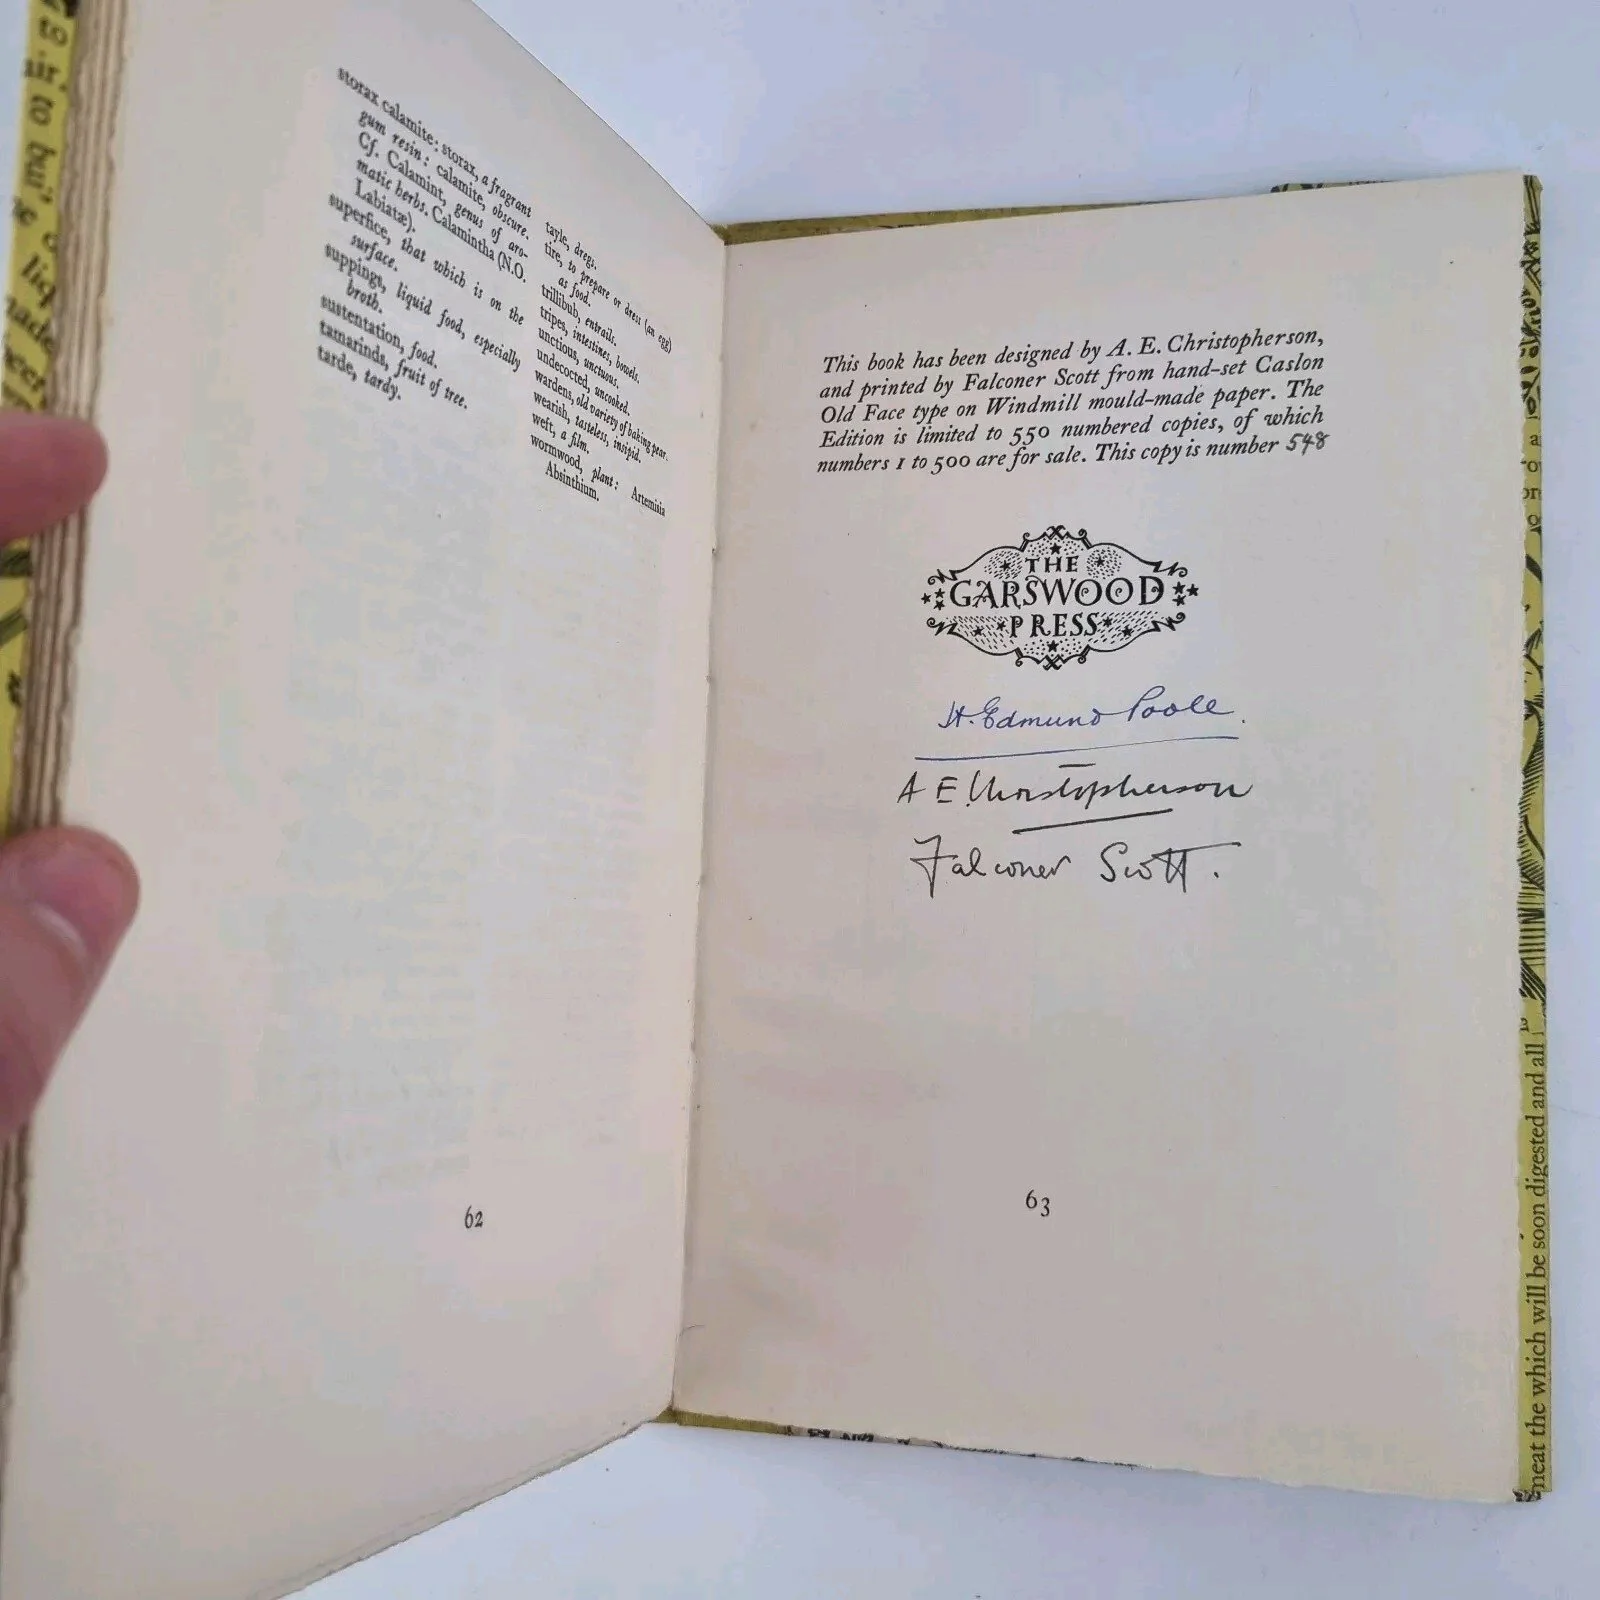 storax calamite: storax, a fragrant
gum resin: calamite, obscure.
Cf. Calamint, genus of aro-
matic herbs. Calamintha (N.O.
Labiatæ).
superfice, that which is on the
surface.
suppings, liquid food, especially
broth.
sustentation, food.
tamarinds, fruit of tree.
tarde, tardy.
tayle, dregs.
tire, to prepare or dress (an egg)
as food.
trillibub, entrails.
tripes, intestines, bowels.
unctious, unctuous.
undecocted, uncooked.
wardens, old variety of baking pear.
wearish, tasteless, insipid.
weft, a film.
wormwood, plant: Artemisia
Absinthium.
62
This book has been designed by A. E. Christopherson,
and printed by Falconer Scott from hand-set Caslon
Old Face type on Windmill mould-made paper. The
Edition is limited to 550 numbered copies, of which
numbers 1 to 500 are for sale. This copy is number 548
THE
GARSWOOD
PRESS
H. Edmund Poole.
A E Christopherson
Falconer Scott.
63
meat the which will be soon digested and all